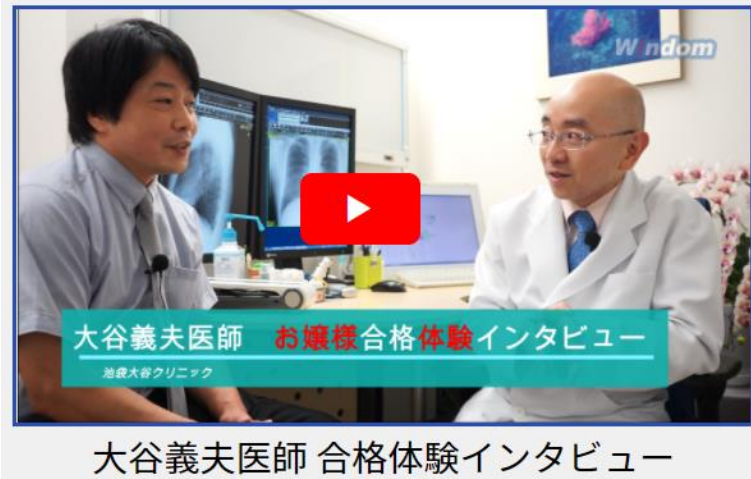 Windom
大谷義夫医師 お嬢様合格体験インタビュー
池袋大谷クリニック
大谷義夫医師 合格体験インタビュー